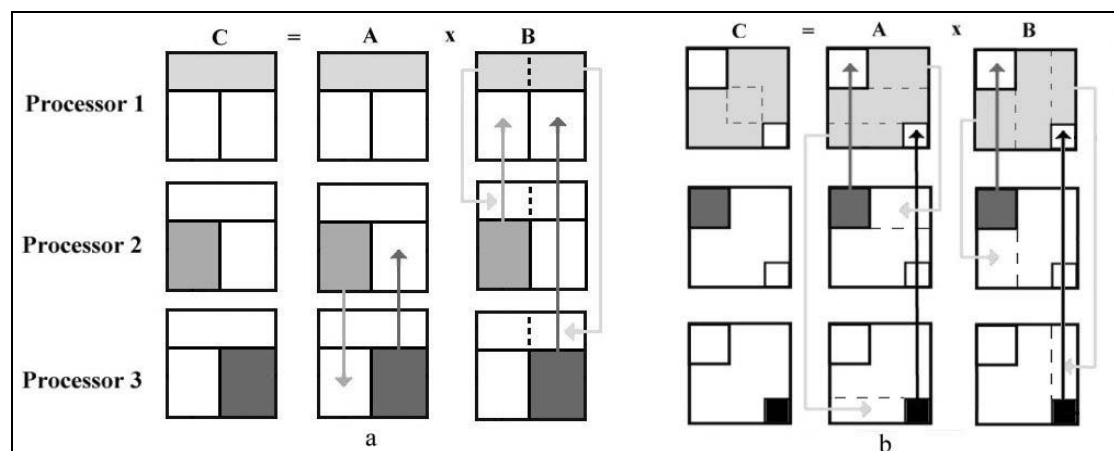 C = A x B
Processor 1
Processor 2
Processor 3
a
C = A x B
b